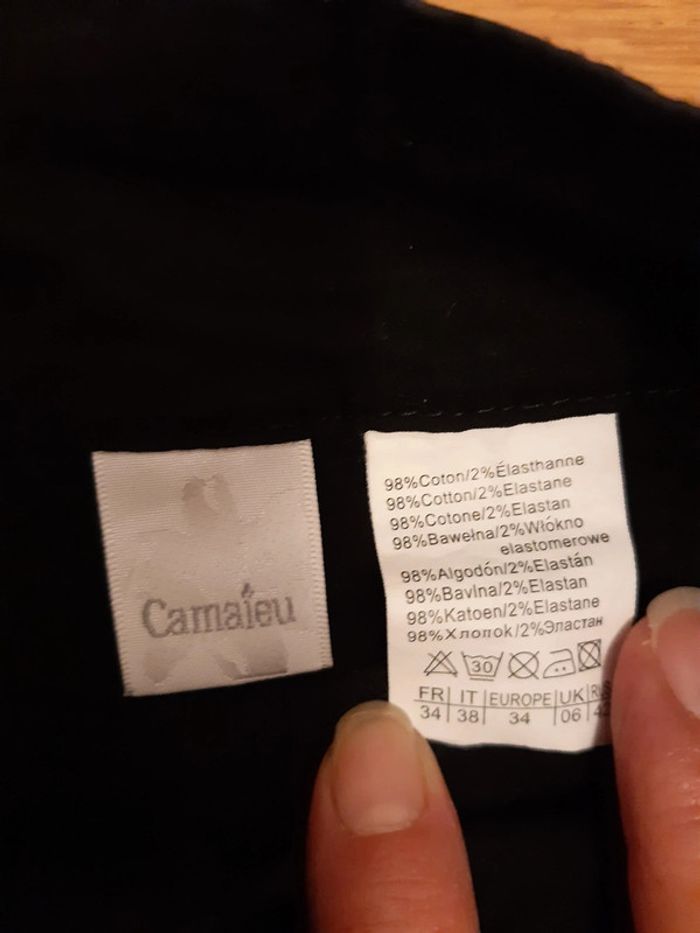 Camaïeu
98%Coton/2%Élasthanne
98%Cotton/2%Elastane
98%Cotone/2%Elastan
98%Bawełna/2%Włókno
elastomerowe
98%Algodón/2%Elastán
98%Bavlna/2%Elastan
98%Katoen/2%Elastane
98%Хлопок/2%Эластан
30
FR IT EUROPE UK
34 38 34 06